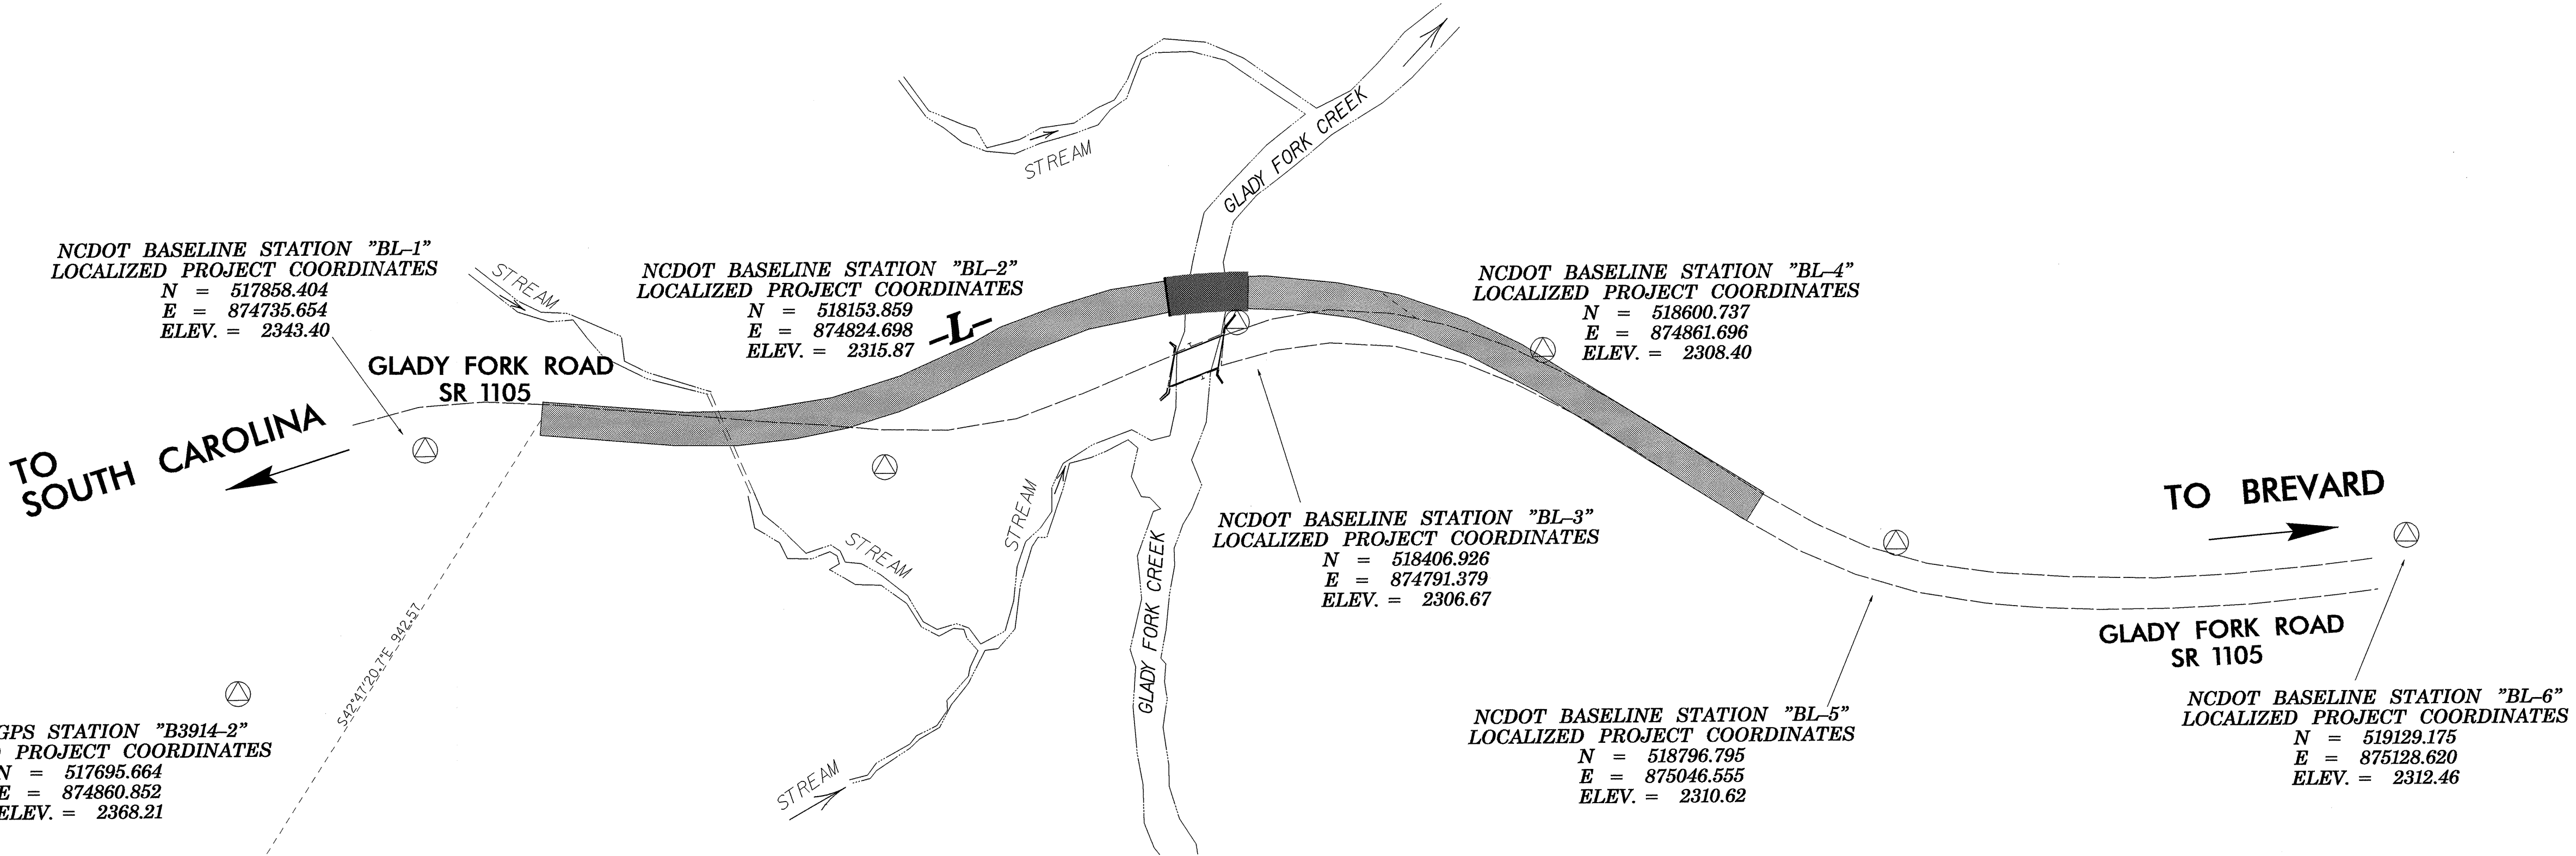 NCDOT BASELINE STATION "BL-1"
LOCALIZED PROJECT COORDINATES
N = 517858.404
E = 874735.654
ELEV. = 2343.40
GLADY FORK ROAD
SR 1105
TO
SOUTH CAROLINA
STREAM
NCDOT BASELINE STATION "BL-2"
LOCALIZED PROJECT COORDINATES
N = 518153.859
E = 874824.698
ELEV. = 2315.87
-L-
STREAM
GLADY FORK CREEK
NCDOT BASELINE STATION "BL-4"
LOCALIZED PROJECT COORDINATES
N = 518600.737
E = 874861.696
ELEV. = 2308.40
NCDOT BASELINE STATION "BL-3"
LOCALIZED PROJECT COORDINATES
N = 518406.926
E = 874791.379
ELEV. = 2306.67
STREAM
STREAM
GLADY FORK CREEK
STREAM
S42°47'20.7"E 942.57
GPS STATION "B3914-2"
PROJECT COORDINATES
N = 517695.664
E = 874860.852
ELEV. = 2368.21
TO BREVARD
GLADY FORK ROAD
SR 1105
NCDOT BASELINE STATION "BL-5"
LOCALIZED PROJECT COORDINATES
N = 518796.795
E = 875046.555
ELEV. = 2310.62
NCDOT BASELINE STATION "BL-6"
LOCALIZED PROJECT COORDINATES
N = 519129.175
E = 875128.620
ELEV. = 2312.46